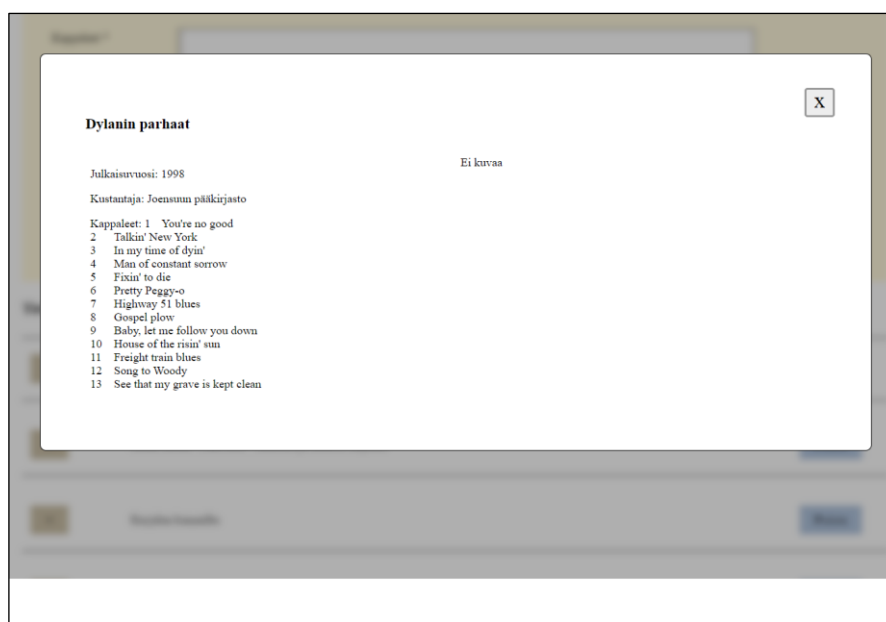 X
Dylanin parhaat
Ei kuvaa
Julkaisuvuosi: 1998
Kustantaja: Joensuun pääkirjasto
Kappaleet: 1 You're no good
2 Talkin' New York
3 In my time of dyin'
4 Man of constant sorrow
5 Fixin' to die
6 Pretty Peggy-o
7 Highway 51 blues
8 Gospel plow
9 Baby, let me follow you down
10 House of the risin' sun
11 Freight train blues
12 Song to Woody
13 See that my grave is kept clean